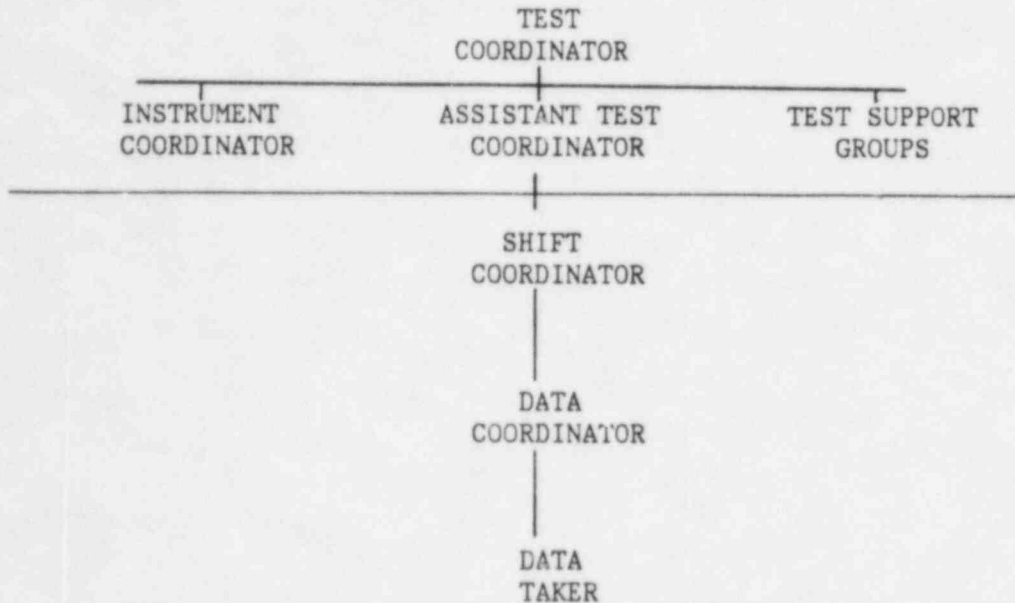 TEST
COORDINATOR
INSTRUMENT
COORDINATOR
ASSISTANT TEST
COORDINATOR
TEST SUPPORT
GROUPS
SHIFT
COORDINATOR
DATA
COORDINATOR
DATA
TAKER